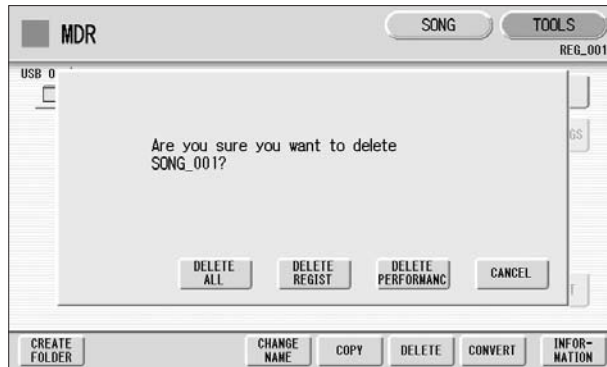 MDR
SONG
TOOLS
REG_001
USB 0
GS
Are you sure you want to delete
SONG_001?
DELETE
ALL
DELETE
REGIST
DELETE
PERFORMANC
CANCEL
T
CREATE
FOLDER
CHANGE
NAME
COPY
DELETE
CONVERT
INFOR-
MATION